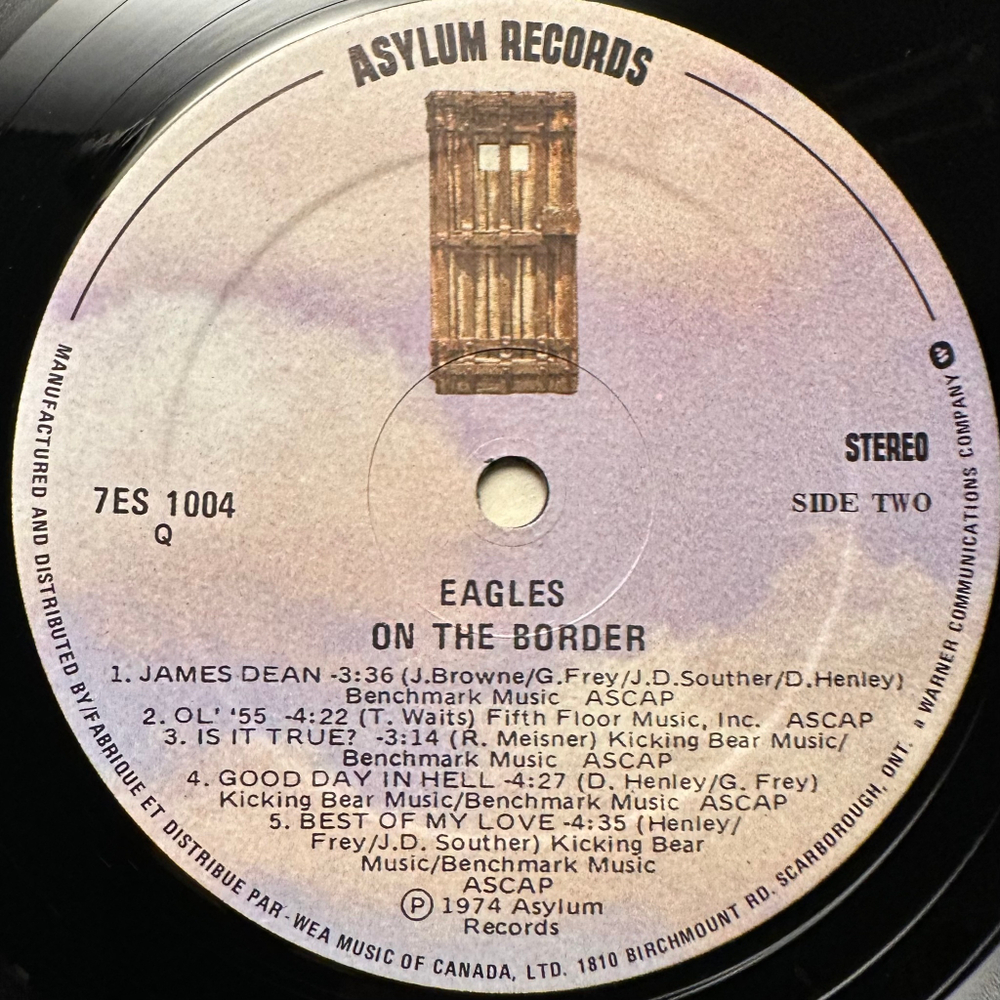 ASYLUM RECORDS
STEREO
7ES 1004
SIDE TWO
Q
EAGLES
ON THE BORDER
1. JAMES DEAN -3:36 (J.Browne/G.Frey/J.D.Souther/D.Henley)
Benchmark Music ASCAP
2. OL' '55 -4:22 (T. Waits) Fifth Floor Music, Inc. ASCAP
3. IS IT TRUE? -3:14 (R. Meisner) Kicking Bear Music/
Benchmark Music ASCAP
4. GOOD DAY IN HELL -4:27 (D. Henley/G. Frey)
Kicking Bear Music/Benchmark Music ASCAP
5. BEST OF MY LOVE -4:35 (Henley/
Frey/J.D. Souther) Kicking Bear
Music/Benchmark Music
ASCAP
Ⓟ 1974 Asylum
Records
MANUFACTURED AND DISTRIBUTED BY/FABRIQUE ET DISTRIBUE PAR-WEA MUSIC OF CANADA, LTD. 1810 BIRCHMOUNT RD. SCARBOROUGH, ONT. a WARNER COMMUNICATIONS COMPANY